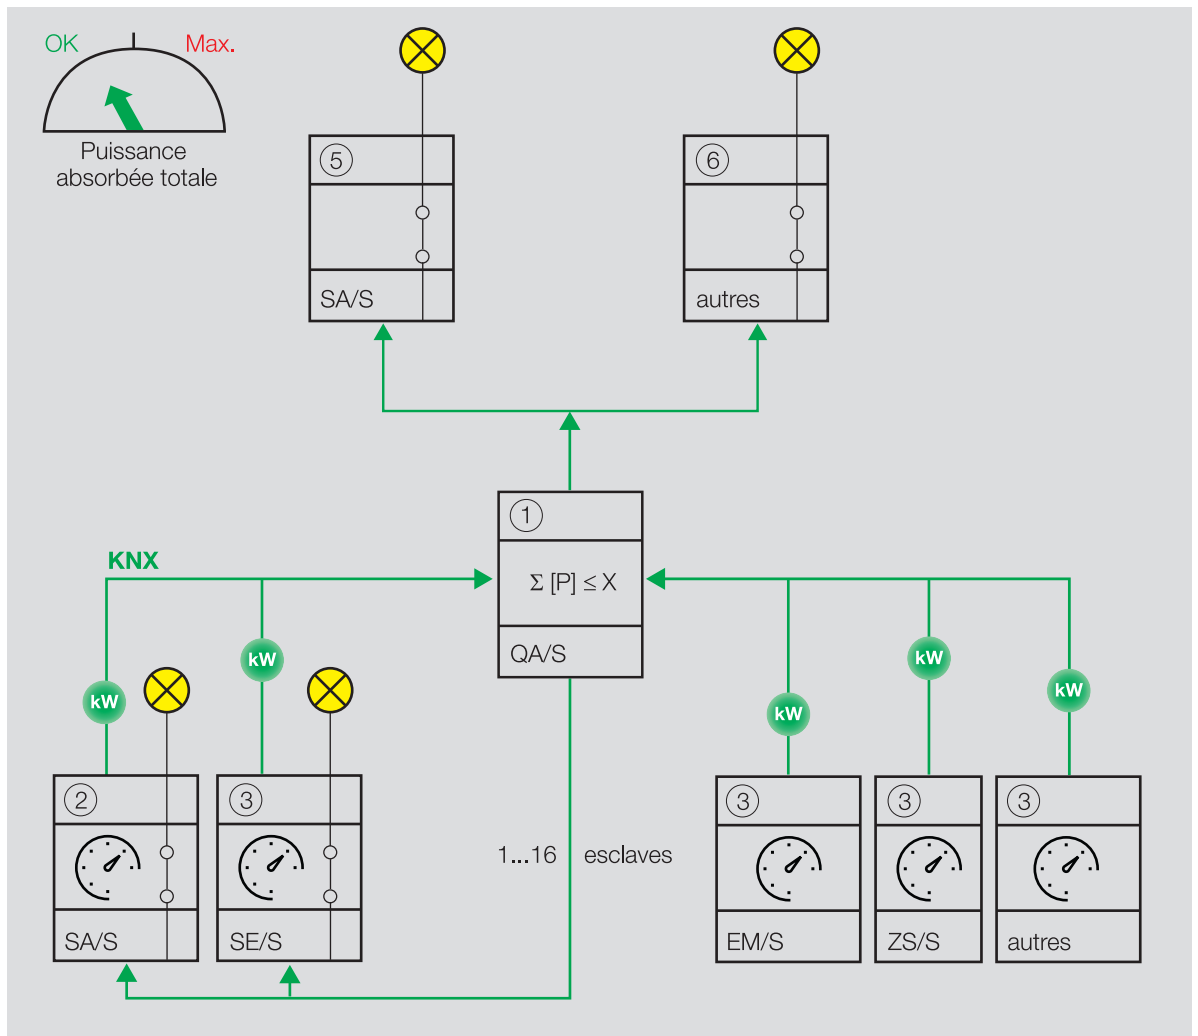 OK Max.
Puissance
absorbée totale
5
6
SA/S
autres
1
KNX
Σ [P] ≤ X
QA/S
kW
kW
kW
kW
kW
2
3
3
3
3
1...16 esclaves
SA/S
SE/S
EM/S
ZS/S
autres